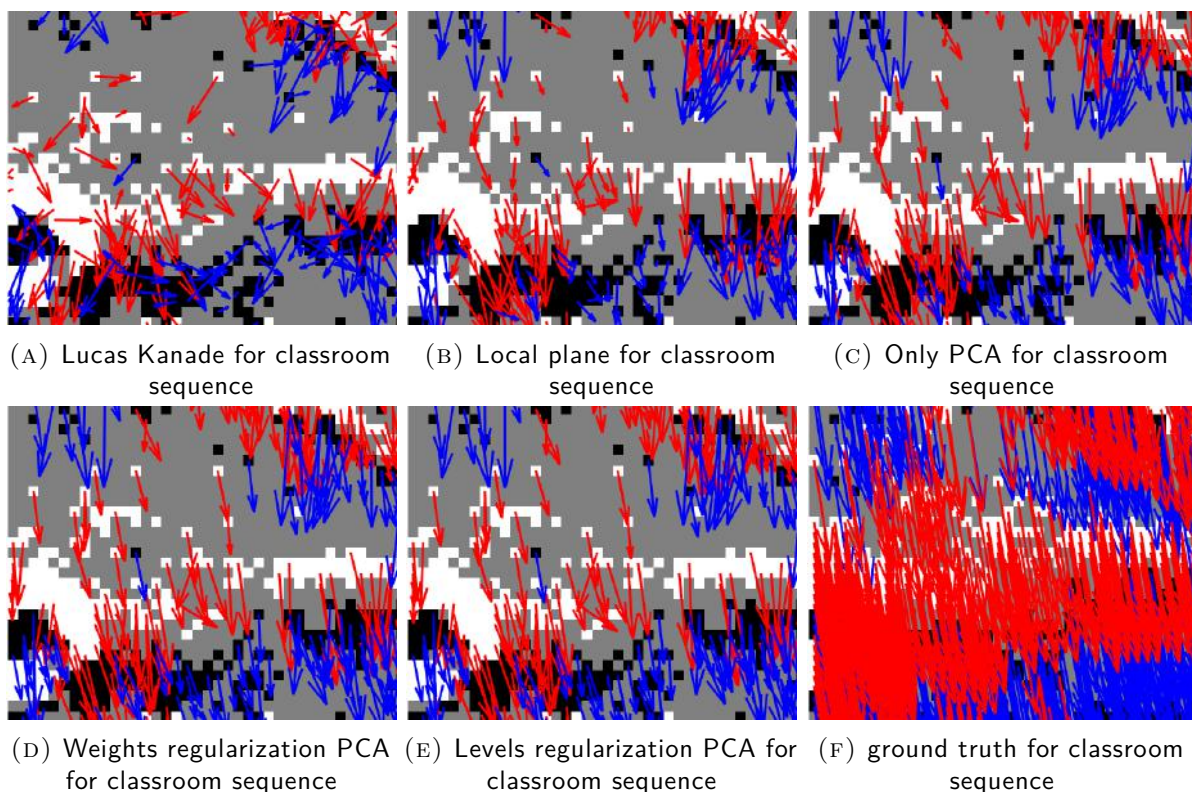 (A) Lucas Kanade for classroom
sequence
(B) Local plane for classroom
sequence
(C) Only PCA for classroom
sequence
(D) Weights regularization PCA
for classroom sequence
(E) Levels regularization PCA for
classroom sequence
(F) ground truth for classroom
sequence